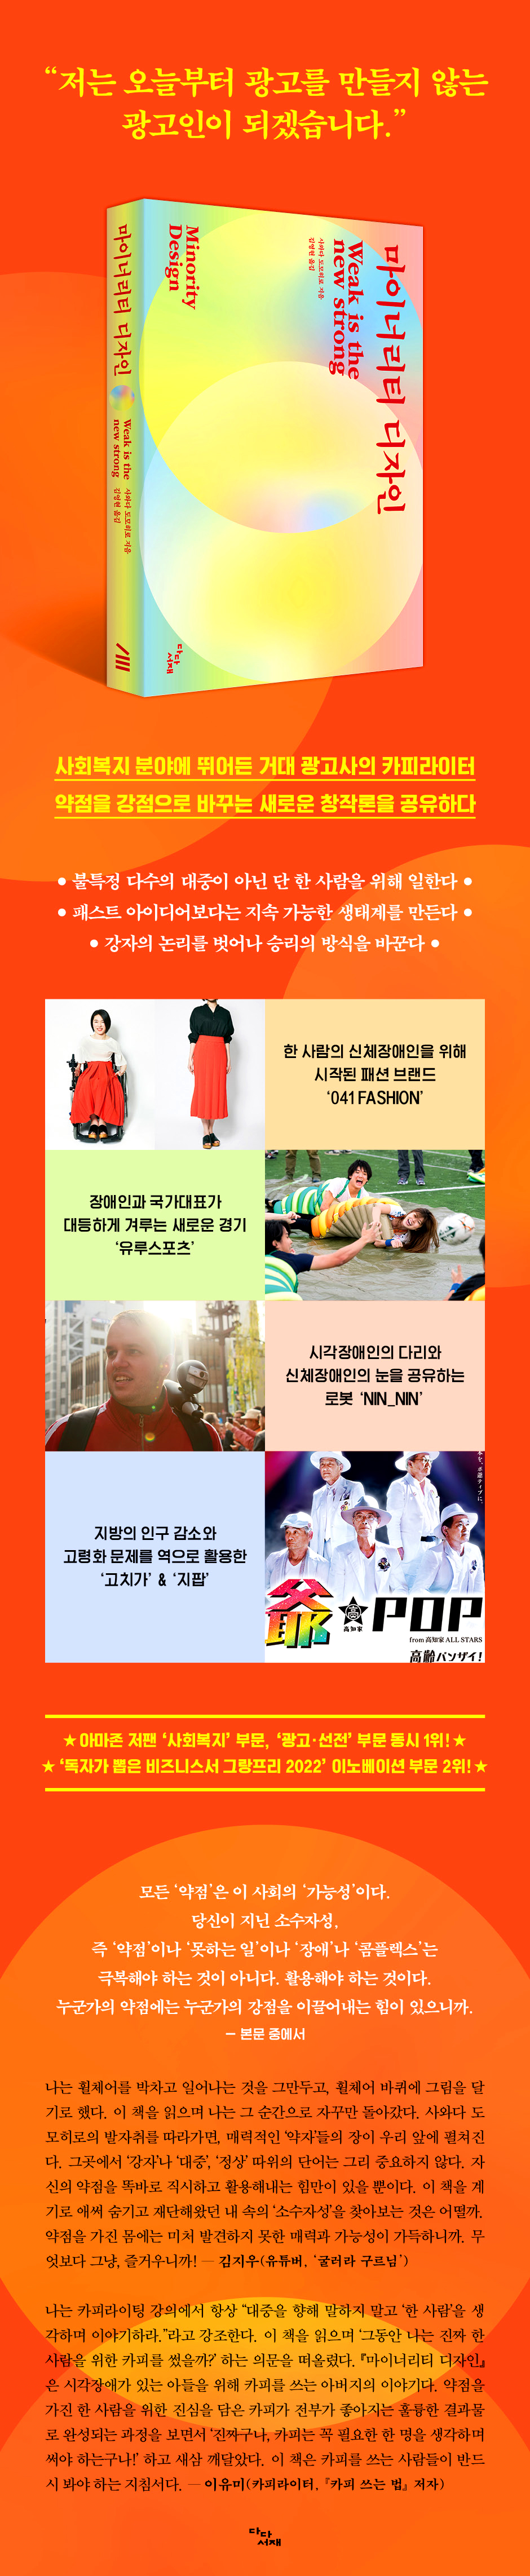 “저는 오늘부터 광고를 만들지 않는
광고인이 되겠습니다.”
마이너리티 디자인
Weak is the
new strong
사와다 도모히로 지음
김영현 옮김
Minority
Design
마이너리티 디자인
Weak is the
new strong
사와다 도모히로 지음
김영현 옮김
다다
서재
사회복지 분야에 뛰어든 거대 광고사의 카피라이터
약점을 강점으로 바꾸는 새로운 창작론을 공유하다
● 불특정 다수의 대중이 아닌 단 한 사람을 위해 일한다 ●
● 패스트 아이디어보다는 지속 가능한 생태계를 만든다 ●
● 강자의 논리를 벗어나 승리의 방식을 바꾼다 ●
한 사람의 신체장애인을 위해
시작된 패션 브랜드
‘041 FASHION’
장애인과 국가대표가
대등하게 겨루는 새로운 경기
‘유루스포츠’
시각장애인의 다리와
신체장애인의 눈을 공유하는
로봇 ‘NIN_NIN’
지방의 인구 감소와
고령화 문제를 역으로 활용한
‘고치가’ & ‘지팝’
爺★POP
高知家
from 高知家 ALL STARS
高齢バンザイ!
★ 아마존 저팬 ‘사회복지’ 부문, ‘광고·선전’ 부문 동시 1위! ★
★ ‘독자가 뽑은 비즈니스서 그랑프리 2022’ 이노베이션 부문 2위! ★
모든 ‘약점’은 이 사회의 ‘가능성’이다.
당신이 지닌 소수자성,
즉 ‘약점’이나 ‘못하는 일’이나 ‘장애’나 ‘콤플렉스’는
극복해야 하는 것이 아니다. 활용해야 하는 것이다.
누군가의 약점에는 누군가의 강점을 이끌어내는 힘이 있으니까.
– 본문 중에서
나는 휠체어를 박차고 일어나는 것을 그만두고, 휠체어 바퀴에 그림을 달
기로 했다. 이 책을 읽으며 나는 그 순간으로 자꾸만 돌아갔다. 사와다 도
모히로의 발자취를 따라가면, 매력적인 ‘약자’들의 장이 우리 앞에 펼쳐진
다. 그곳에서 ‘강자’나 ‘대중’, ‘정상’ 따위의 단어는 그리 중요하지 않다. 자
신의 약점을 똑바로 직시하고 활용해내는 힘만이 있을 뿐이다. 이 책을 계
기로 애써 숨기고 재단해왔던 내 속의 ‘소수자성’을 찾아보는 것은 어떨까.
약점을 가진 몸에는 미처 발견하지 못한 매력과 가능성이 가득하니까. 무
엇보다 그냥, 즐거우니까! — 김지우(유튜버, ‘굴러라 구르님’)
나는 카피라이팅 강의에서 항상 “대중을 향해 말하지 말고 ‘한 사람’을 생
각하며 이야기하라.”라고 강조한다. 이 책을 읽으며 ‘그동안 나는 진짜 한
사람을 위한 카피를 썼을까?’ 하는 의문을 떠올렸다. 『마이너리티 디자인』
은 시각장애가 있는 아들을 위해 카피를 쓰는 아버지의 이야기다. 약점을
가진 한 사람을 위한 진심을 담은 카피가 전부가 좋아지는 훌륭한 결과물
로 완성되는 과정을 보면서 ‘진짜구나, 카피는 꼭 필요한 한 명을 생각하며
써야 하는구나!’ 하고 새삼 깨달았다. 이 책은 카피를 쓰는 사람들이 반드
시 봐야 하는 지침서다. — 이유미(카피라이터, 『카피 쓰는 법』 저자)
다다
서재